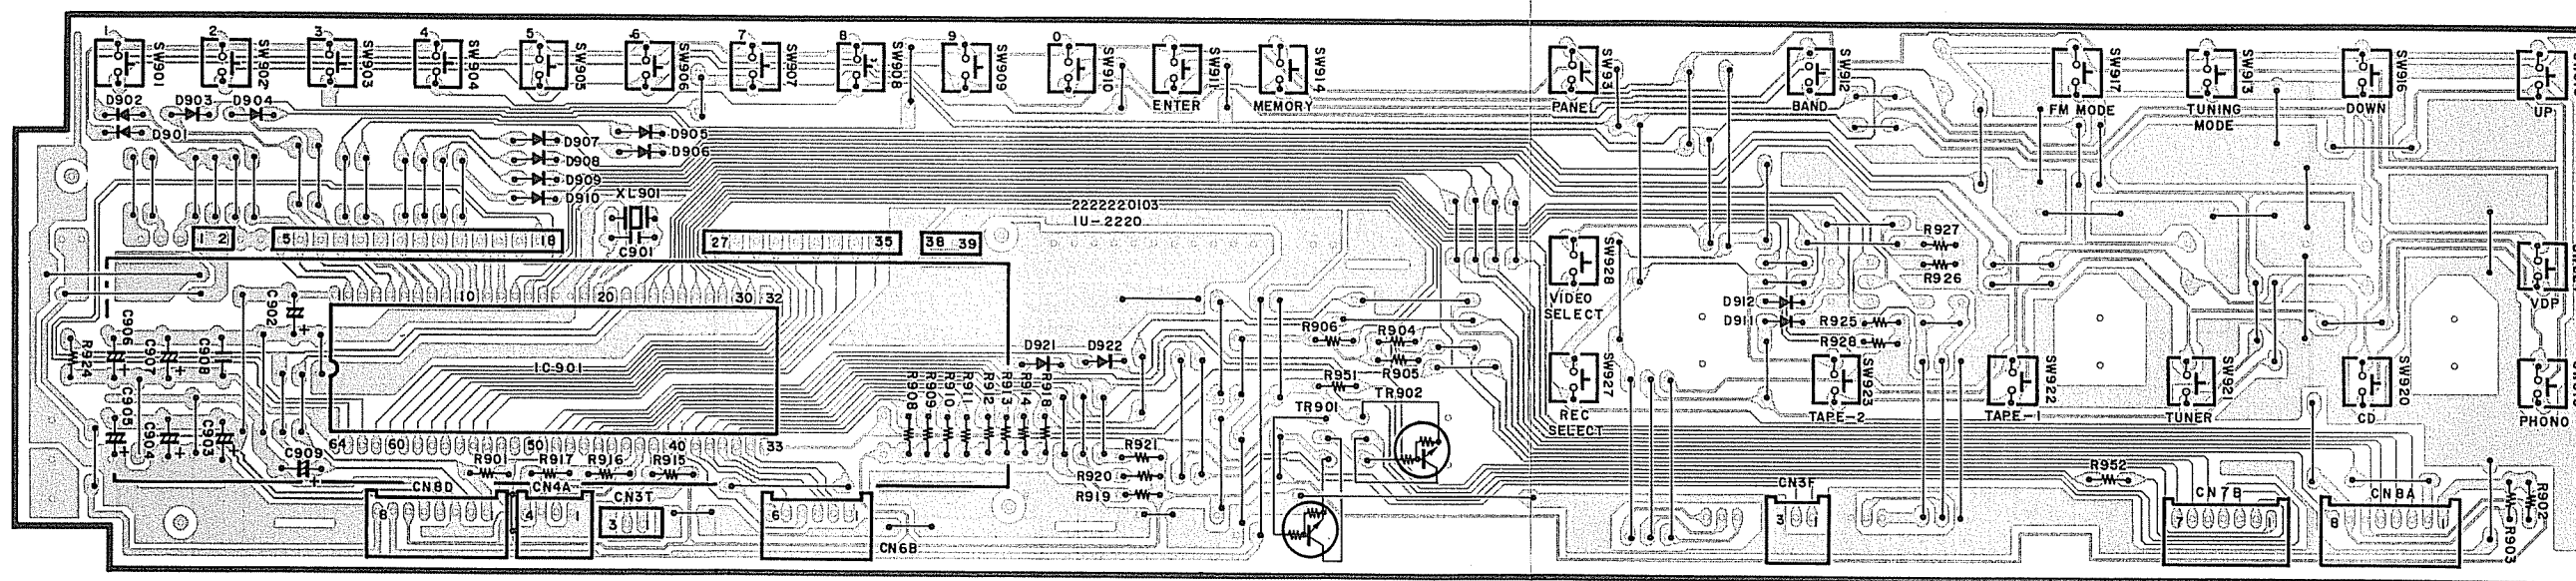 1 2 3 4 5 6 7 8 9 0
SW901 SW902 SW903 SW904 SW905 SW906 SW907 SW908 SW909 SW910 SW911 SW914 SW993 SW912 SW917 SW913 SW916
ENTER MEMORY PANEL BAND FM MODE TUNING MODE DOWN UP
D902 D903 D904
D901
D907 D905
D908 D906
D909
D910
XL901
C901
2222220103
1U-2220
1 2 5 18 27 35 38 39
R927
R926
SW928
VIDEO
SELECT
VDP
D912
D911
R925
R928
C902
10 20 30 32
IC901
64 60 50 40 33
C906 C907 C908
R924
C905 C904 C903
C909
R906 R904
R905
R951
D921 D922
R908 R909 R910 R911 R912 R913 R914 R918
TR901 TR902
SW927
REC
SELECT
SW923
TAPE-2
SW922
TAPE-1
SW921
TUNER
SW920
CD
PHONO
R901 R917 R916 R915
R921
R920
R919
CN8D CN4A CN3T
8 1 4 1 3 1
6 1
CN6B
CN3F
3 1
R952
CN7B
7 1
CN8A
8 1
R902
R903